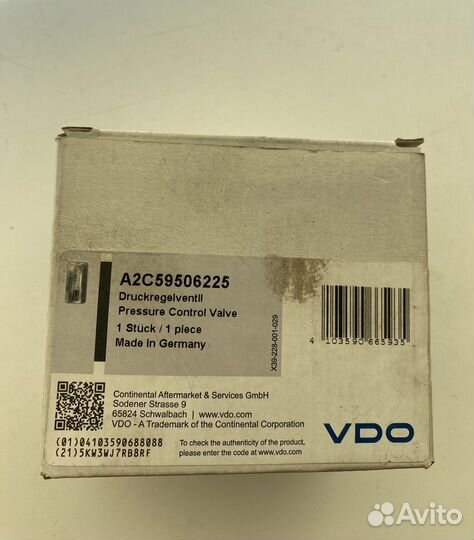 A2C59506225
Druckregelventil
Pressure Control Valve
1 Stück / 1 piece
Made in Germany
X39-228-001-029
4 103590 665935
Continental Aftermarket & Services GmbH
Sodener Strasse 9
65824 Schwalbach | www.vdo.com
VDO - A Trademark of the Continental Corporation
(01)04103590688088
(21)5KW3WJ7RB8RF
To check the authenticity of the product,
please enter the code at www.vdo.com
VDO
Avito